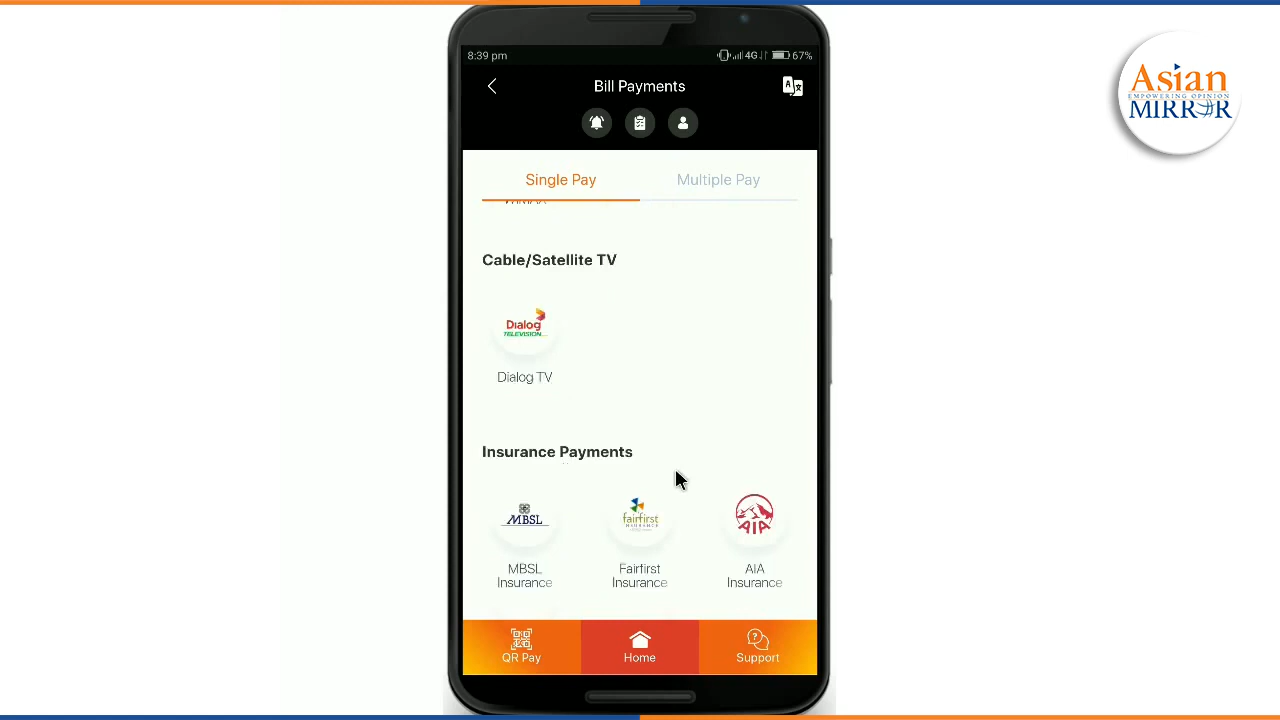 8:39 pm
4G
67%
Asian
EMPOWERING OPINION
MIRROR
Bill Payments
Single Pay
Multiple Pay
Cable/Satellite TV
Dialog
TELEVISION
Dialog TV
Insurance Payments
MBSL
fairfirst
INSURANCE
AIA
MBSL
Insurance
Fairfirst
Insurance
AIA
Insurance
QR Pay
Home
Support